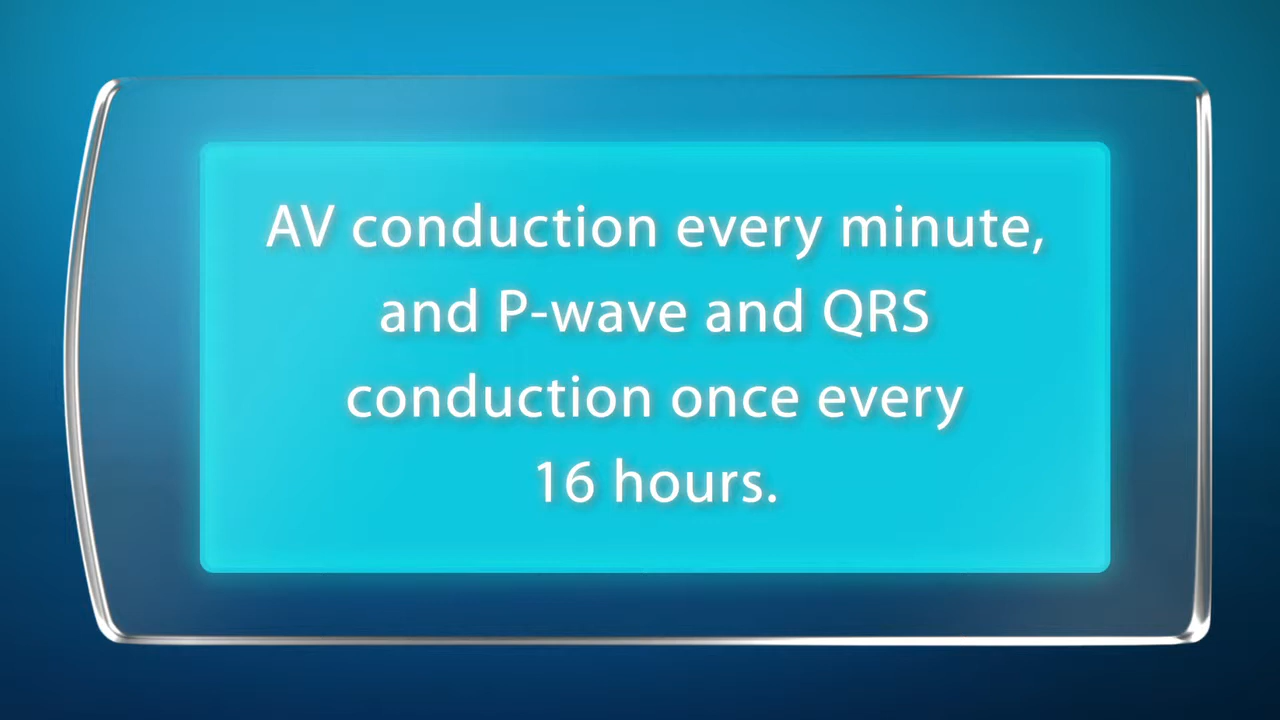 AV conduction every minute,
and P-wave and QRS
conduction once every
16 hours.